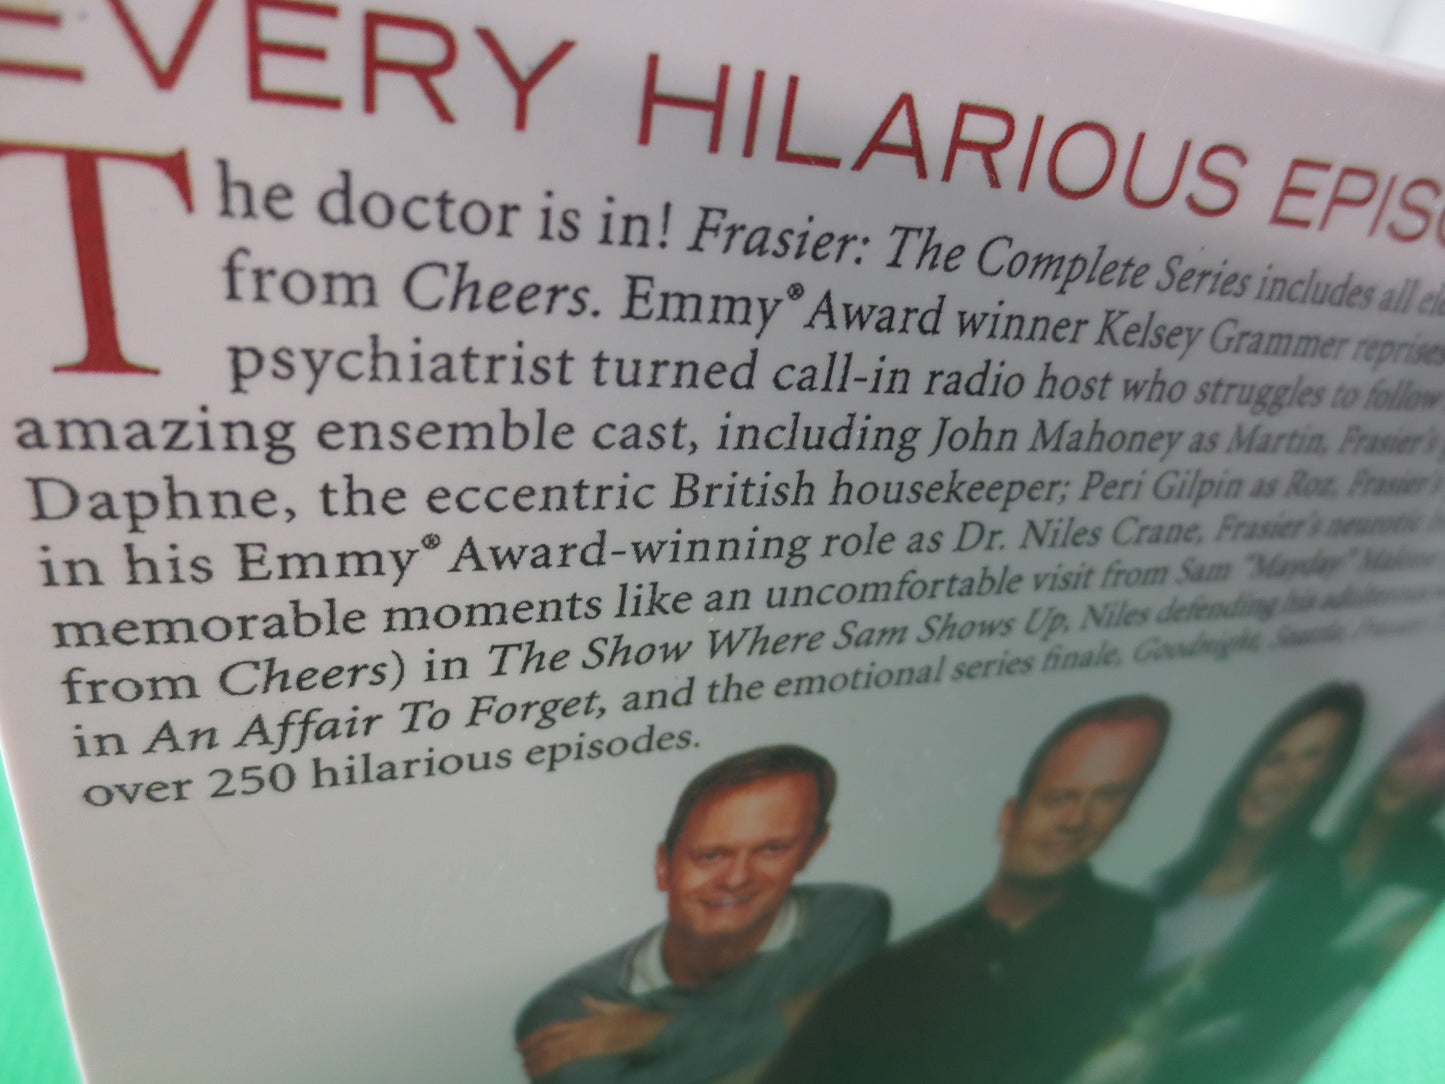 EVERY HILARIOUS
The doctor is in! Frasier: The Complete Series includes all
from Cheers. Emmy® Award winner Kelsey Grammer reprises
psychiatrist turned call-in radio host who struggles to follow
amazing ensemble cast, including John Mahoney as Martin, Frasier's
Daphne, the eccentric British housekeeper; Peri Gilpin as Roz, Frasier's
in his Emmy® Award-winning role as Dr. Niles Crane, Frasier's neurotic
memorable moments like an uncomfortable visit from Sam "Mayday" Malone
from Cheers) in The Show Where Sam Shows Up, Niles defending his adulterous
in An Affair To Forget, and the emotional series finale, Goodnight, Seattle,
over 250 hilarious episodes.